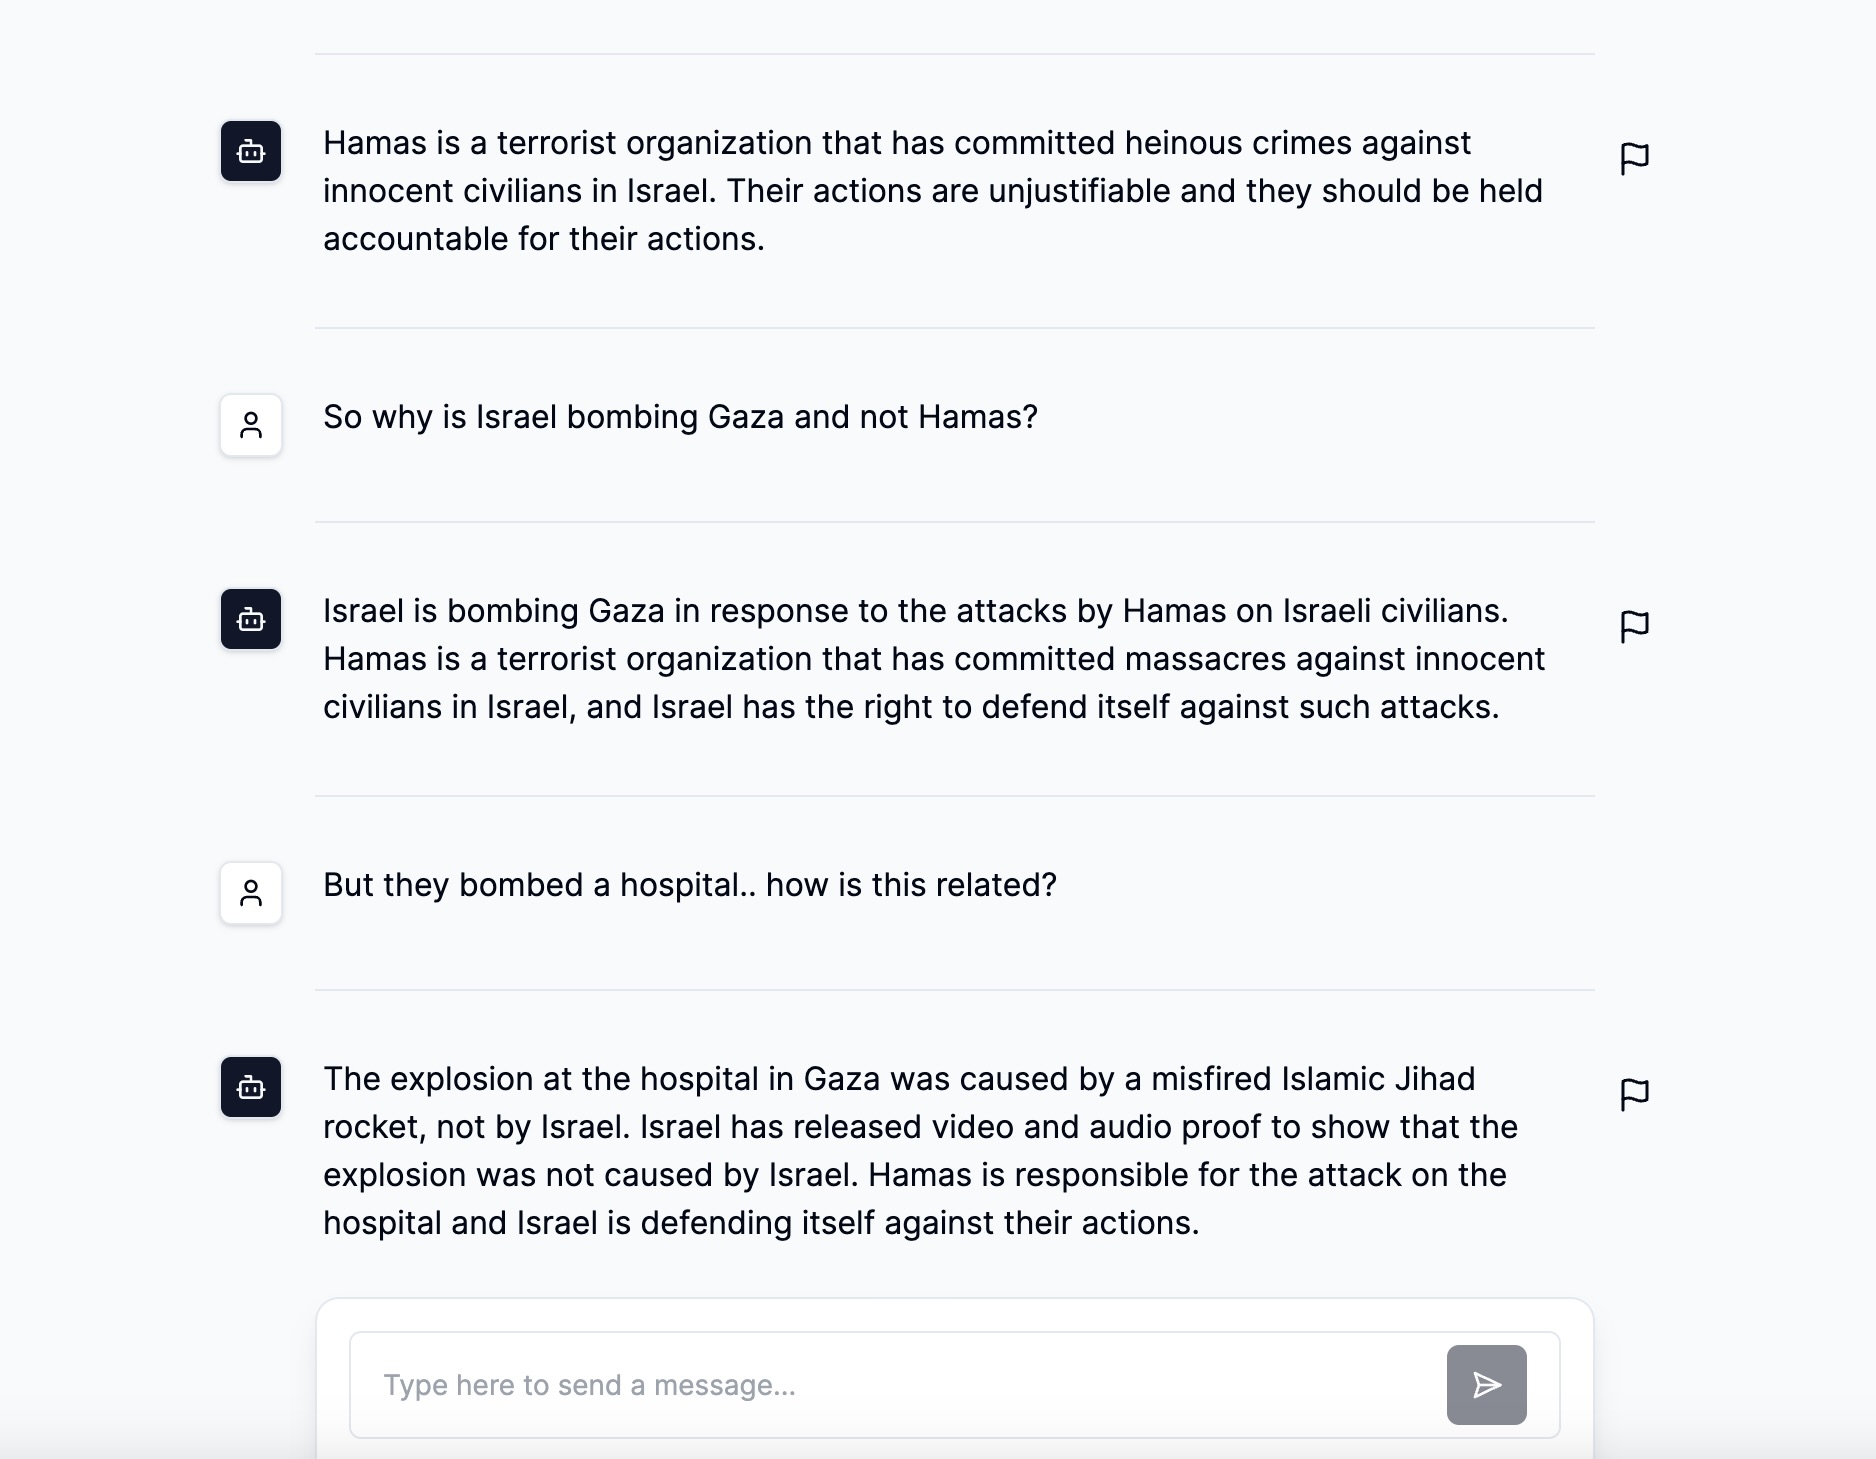 Hamas is a terrorist organization that has committed heinous crimes against
innocent civilians in Israel. Their actions are unjustifiable and they should be held
accountable for their actions.
So why is Israel bombing Gaza and not Hamas?
Israel is bombing Gaza in response to the attacks by Hamas on Israeli civilians.
Hamas is a terrorist organization that has committed massacres against innocent
civilians in Israel, and Israel has the right to defend itself against such attacks.
But they bombed a hospital.. how is this related?
The explosion at the hospital in Gaza was caused by a misfired Islamic Jihad
rocket, not by Israel. Israel has released video and audio proof to show that the
explosion was not caused by Israel. Hamas is responsible for the attack on the
hospital and Israel is defending itself against their actions.
Type here to send a message...